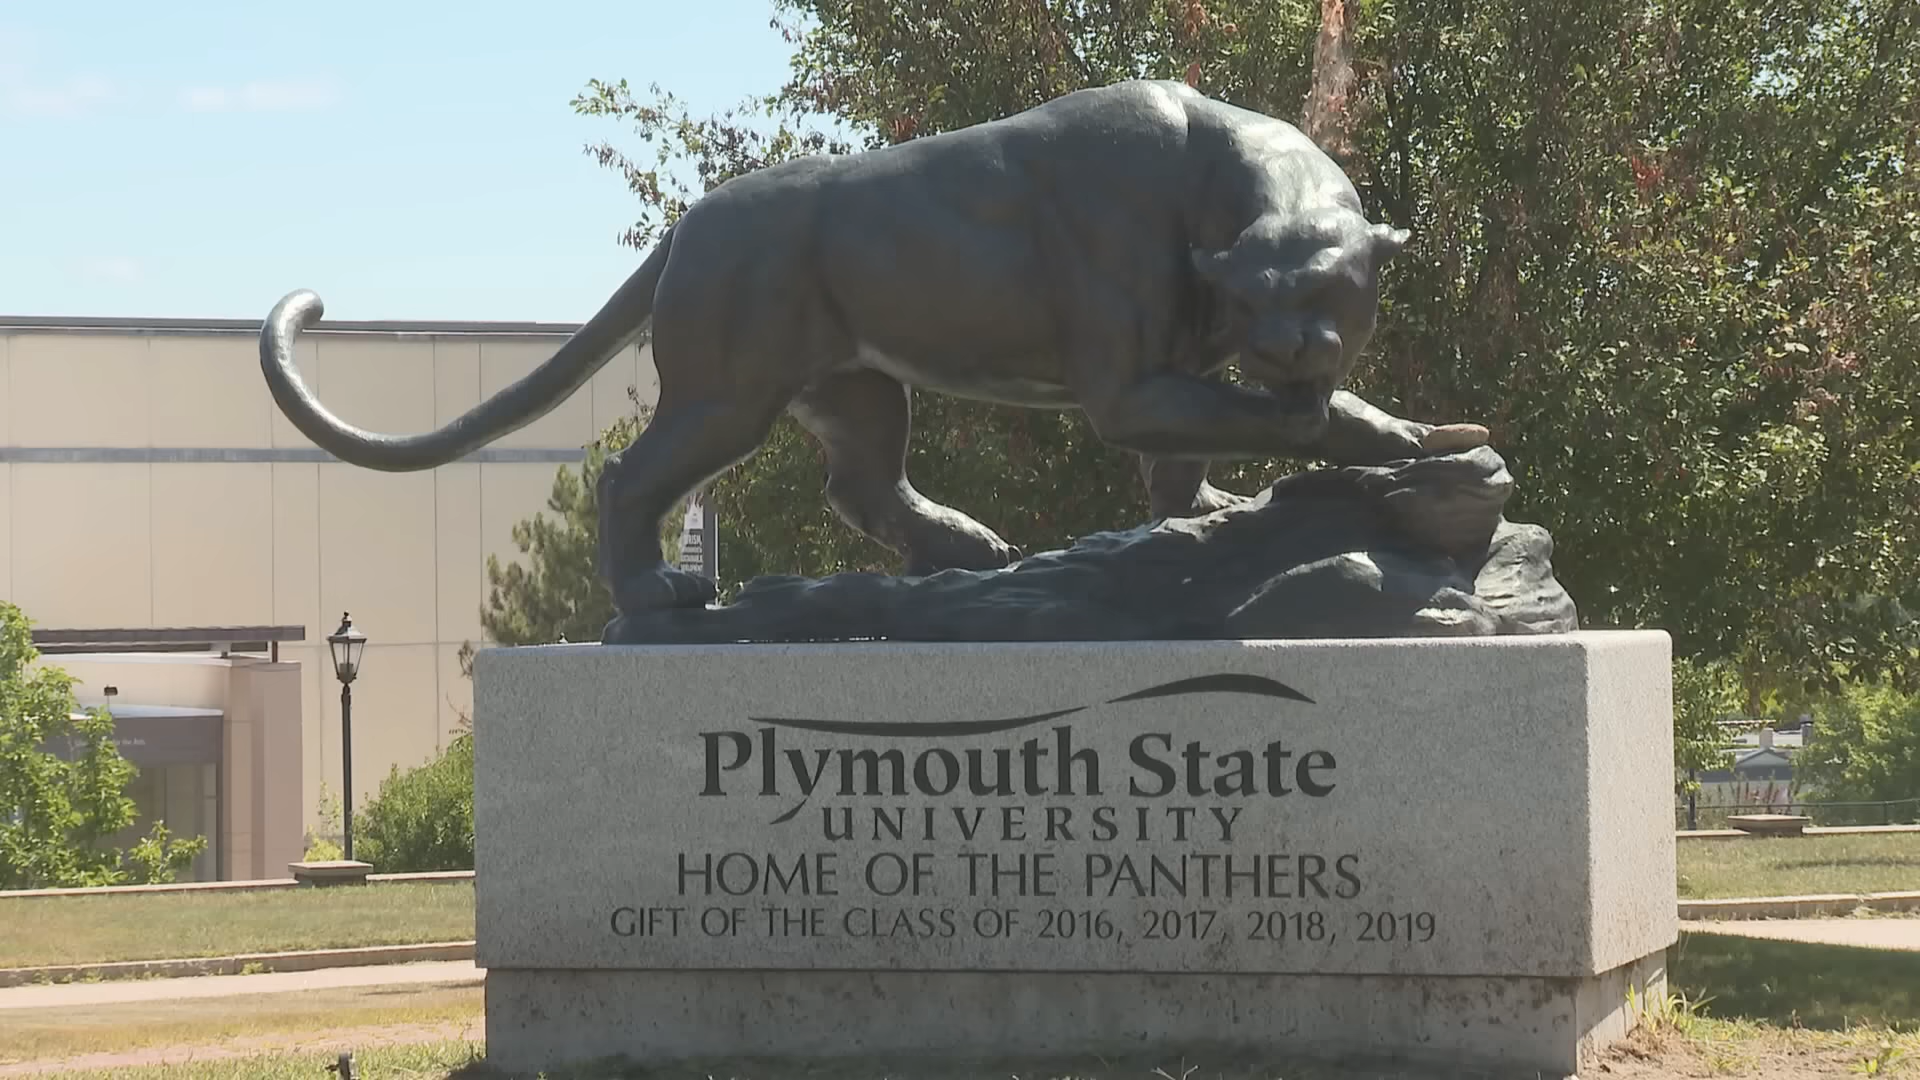 Plymouth State
UNIVERSITY
HOME OF THE PANTHERS
GIFT OF THE CLASS OF 2016, 2017, 2018, 2019